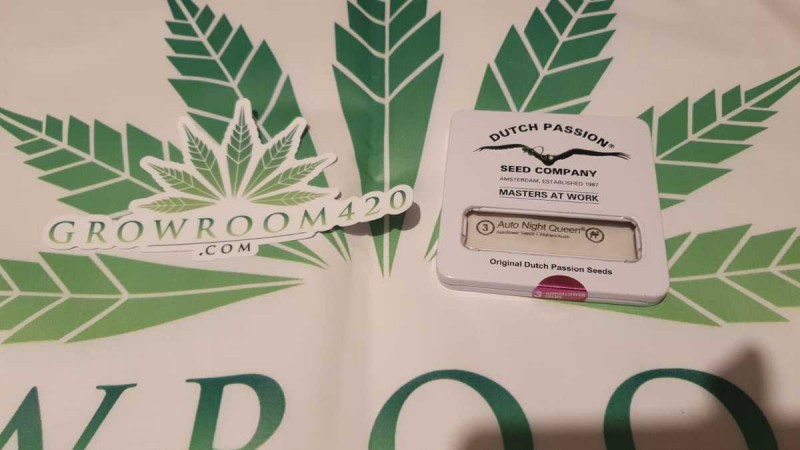 GROWROOM420
.COM
DUTCH PASSION®
SEED COMPANY
AMSTERDAM, ESTABLISHED 1987
MASTERS AT WORK
3 Auto Night Queen®
Original Dutch Passion Seeds
WROO